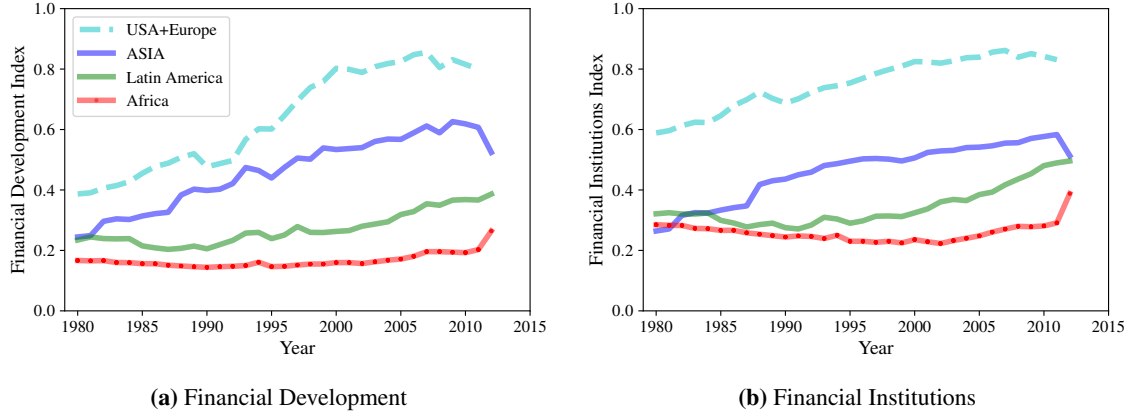 1.0
0.8
0.6
0.4
0.2
0.0
Financial Development Index
USA+Europe
ASIA
Latin America
Africa
1980 1985 1990 1995 2000 2005 2010 2015
Year
(a) Financial Development
1.0
0.8
0.6
0.4
0.2
0.0
Financial Institutions Index
1980 1985 1990 1995 2000 2005 2010 2015
Year
(b) Financial Institutions